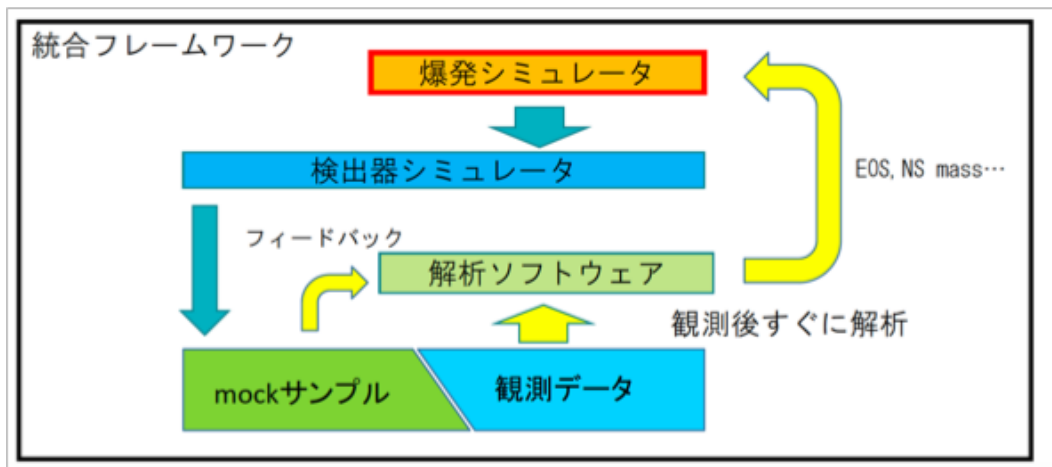 統合フレームワーク
爆発シミュレータ
検出器シミュレータ
EOS, NS mass…
フィードバック
解析ソフトウェア
観測後すぐに解析
mockサンプル
観測データ